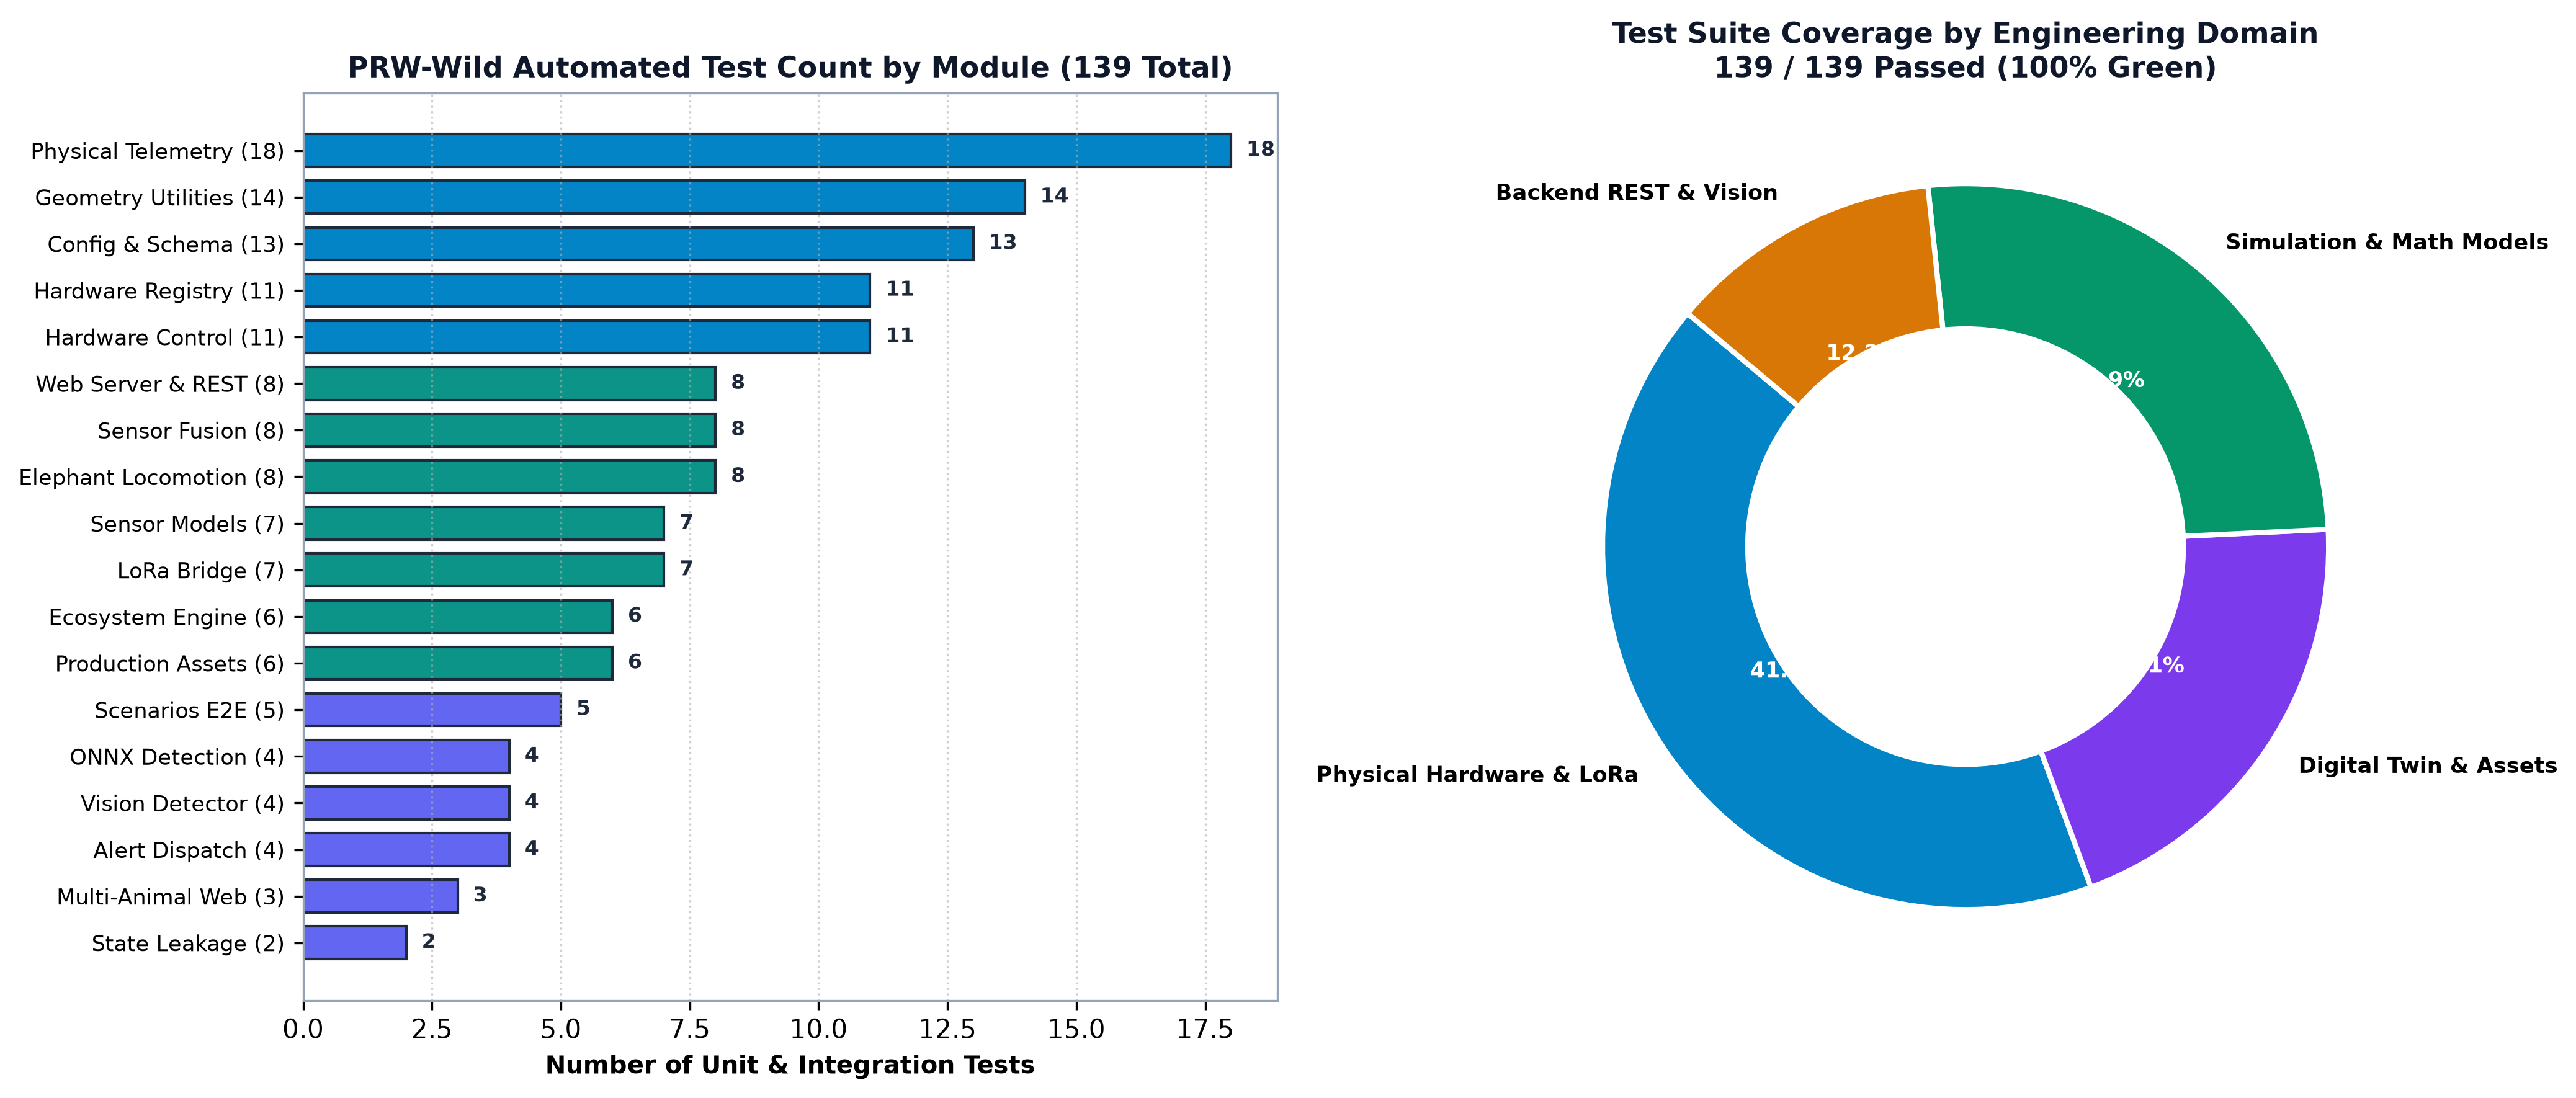 PRW-Wild Automated Test Count by Module (139 Total)
Physical Telemetry (18)
18
Geometry Utilities (14)
14
Config & Schema (13)
13
Hardware Registry (11)
11
Hardware Control (11)
11
Web Server & REST (8)
8
Sensor Fusion (8)
8
Elephant Locomotion (8)
8
Sensor Models (7)
7
LoRa Bridge (7)
7
Ecosystem Engine (6)
6
Production Assets (6)
6
Scenarios E2E (5)
5
ONNX Detection (4)
4
Vision Detector (4)
4
Alert Dispatch (4)
4
Multi-Animal Web (3)
3
State Leakage (2)
2
0.0 2.5 5.0 7.5 10.0 12.5 15.0 17.5
Number of Unit & Integration Tests
Test Suite Coverage by Engineering Domain
139 / 139 Passed (100% Green)
Backend REST & Vision
Simulation & Math Models
9%
41.
1%
Physical Hardware & LoRa
Digital Twin & Assets